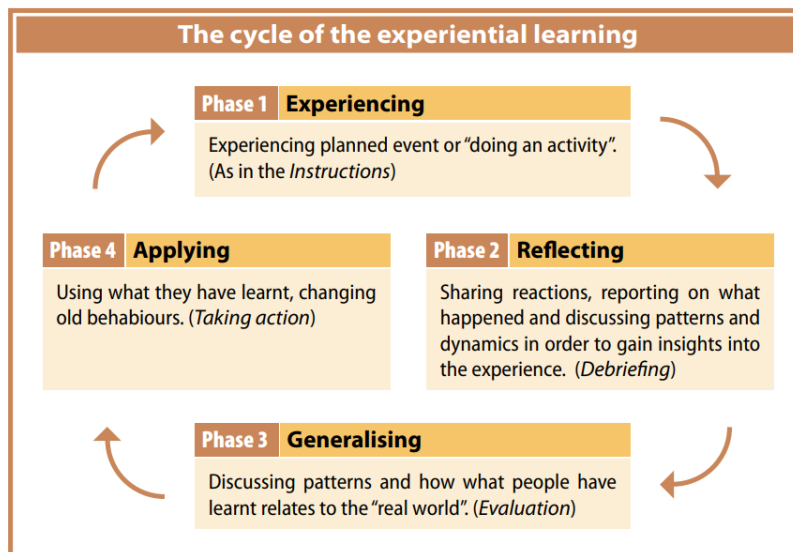 The cycle of the experiential learning
Phase 1 Experiencing
Experiencing planned event or “doing an activity”.
(As in the Instructions)
Phase 2 Reflecting
Sharing reactions, reporting on what
happened and discussing patterns and
dynamics in order to gain insights into
the experience. (Debriefing)
Phase 3 Generalising
Discussing patterns and how what people have
learnt relates to the “real world”. (Evaluation)
Phase 4 Applying
Using what they have learnt, changing
old behabiours. (Taking action)